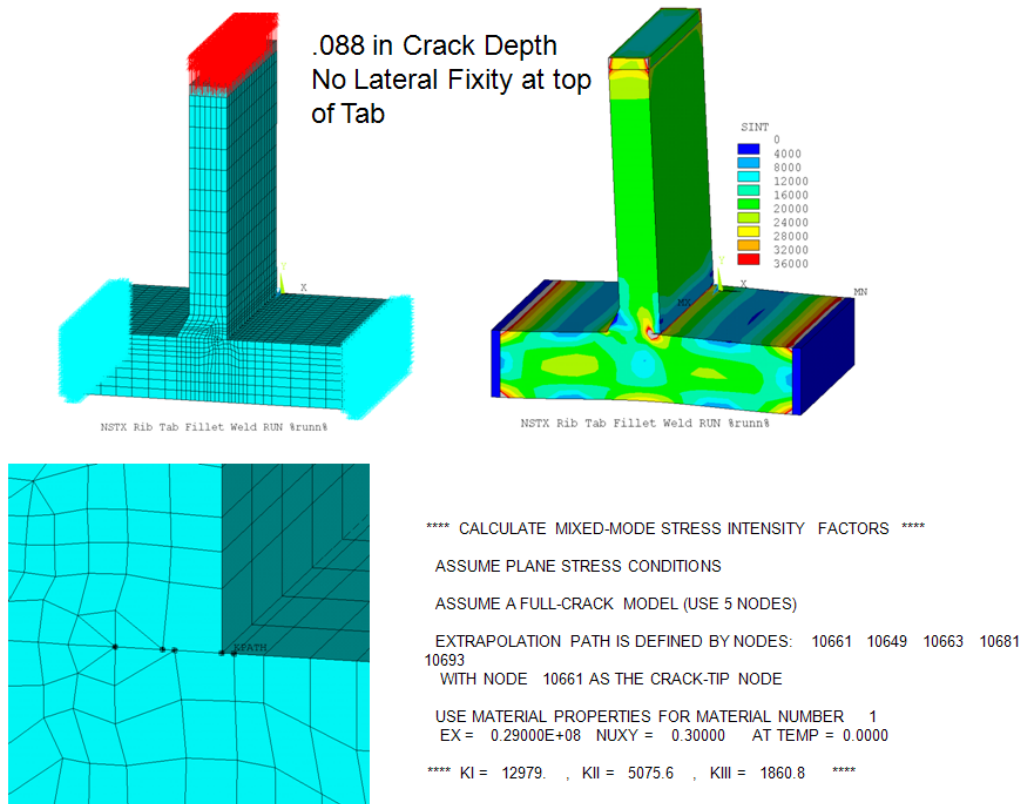 .088 in Crack Depth
No Lateral Fixity at top
of Tab
Y
X
NSTX Rib Tab Fillet Weld RUN %runn%
SINT
0
4000
8000
12000
16000
20000
24000
28000
32000
36000
Y
X
MX
MN
NSTX Rib Tab Fillet Weld RUN %runn%
KPATH
**** CALCULATE MIXED-MODE STRESS INTENSITY FACTORS ****
ASSUME PLANE STRESS CONDITIONS
ASSUME A FULL-CRACK MODEL (USE 5 NODES)
EXTRAPOLATION PATH IS DEFINED BY NODES: 10661 10649 10663 10681
10693
WITH NODE 10661 AS THE CRACK-TIP NODE
USE MATERIAL PROPERTIES FOR MATERIAL NUMBER 1
EX = 0.29000E+08 NUXY = 0.30000 AT TEMP = 0.0000
**** KI = 12979. , KII = 5075.6 , KIII = 1860.8 ****